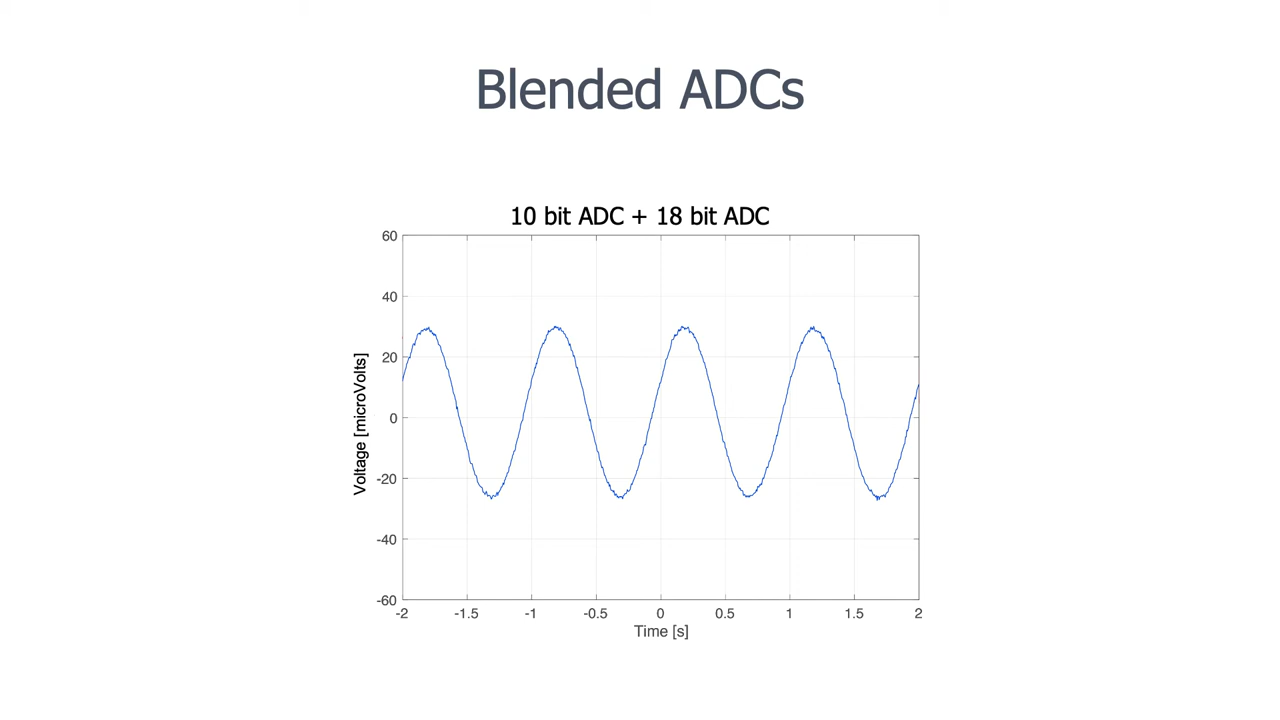 Blended ADCs
10 bit ADC + 18 bit ADC
60
40
20
0
-20
-40
-60
Voltage [microVolts]
-2 -1.5 -1 -0.5 0 0.5 1 1.5 2
Time [s]